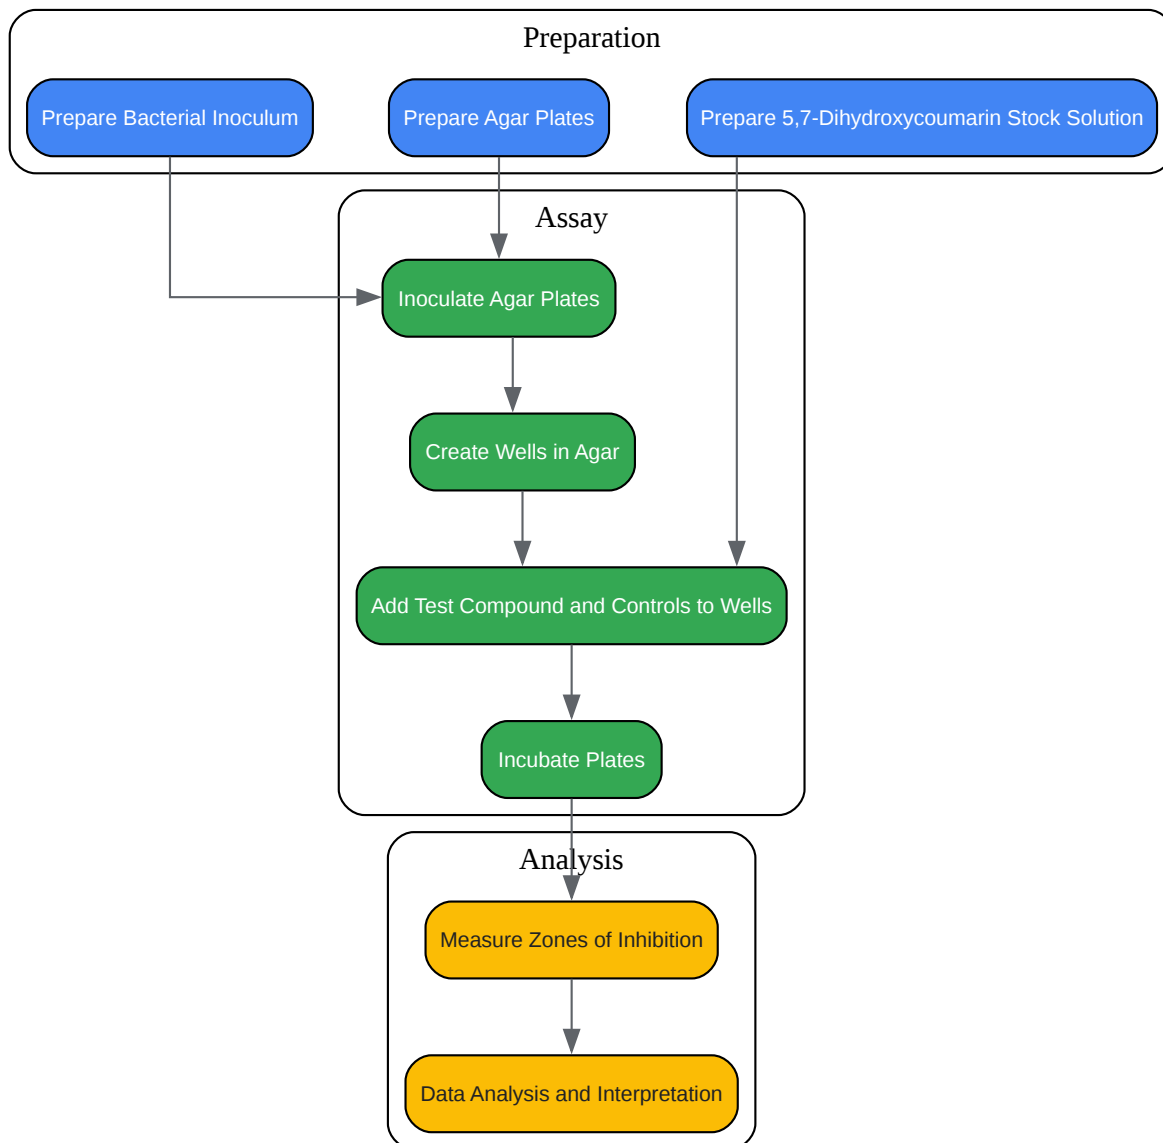 Preparation
Prepare Bacterial Inoculum
Prepare Agar Plates
Prepare 5,7-Dihydroxycoumarin Stock Solution
Assay
Inoculate Agar Plates
Create Wells in Agar
Add Test Compound and Controls to Wells
Incubate Plates
Analysis
Measure Zones of Inhibition
Data Analysis and Interpretation